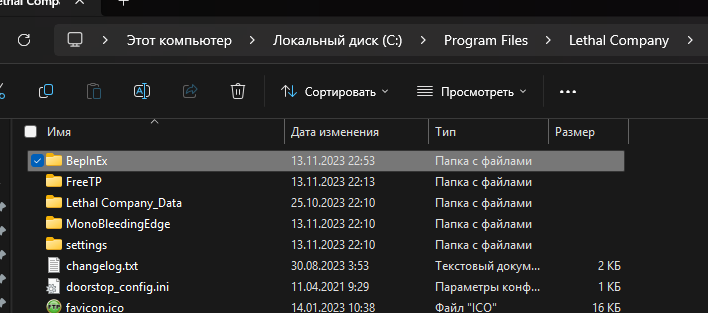 Этот компьютер > Локальный диск (C:) > Program Files > Lethal Company >
Сортировать Просмотреть ...
Имя Дата изменения Тип Размер
BepInEx 13.11.2023 22:53 Папка с файлами
FreeTP 13.11.2023 22:13 Папка с файлами
Lethal Company_Data 25.10.2023 22:10 Папка с файлами
MonoBleedingEdge 13.11.2023 22:10 Папка с файлами
settings 13.11.2023 22:10 Папка с файлами
changelog.txt 30.08.2023 3:53 Текстовый докум... 2 КБ
doorstop_config.ini 11.04.2021 9:29 Параметры конф... 1 КБ
favicon.ico 14.01.2023 10:38 Файл "ICO" 16 КБ